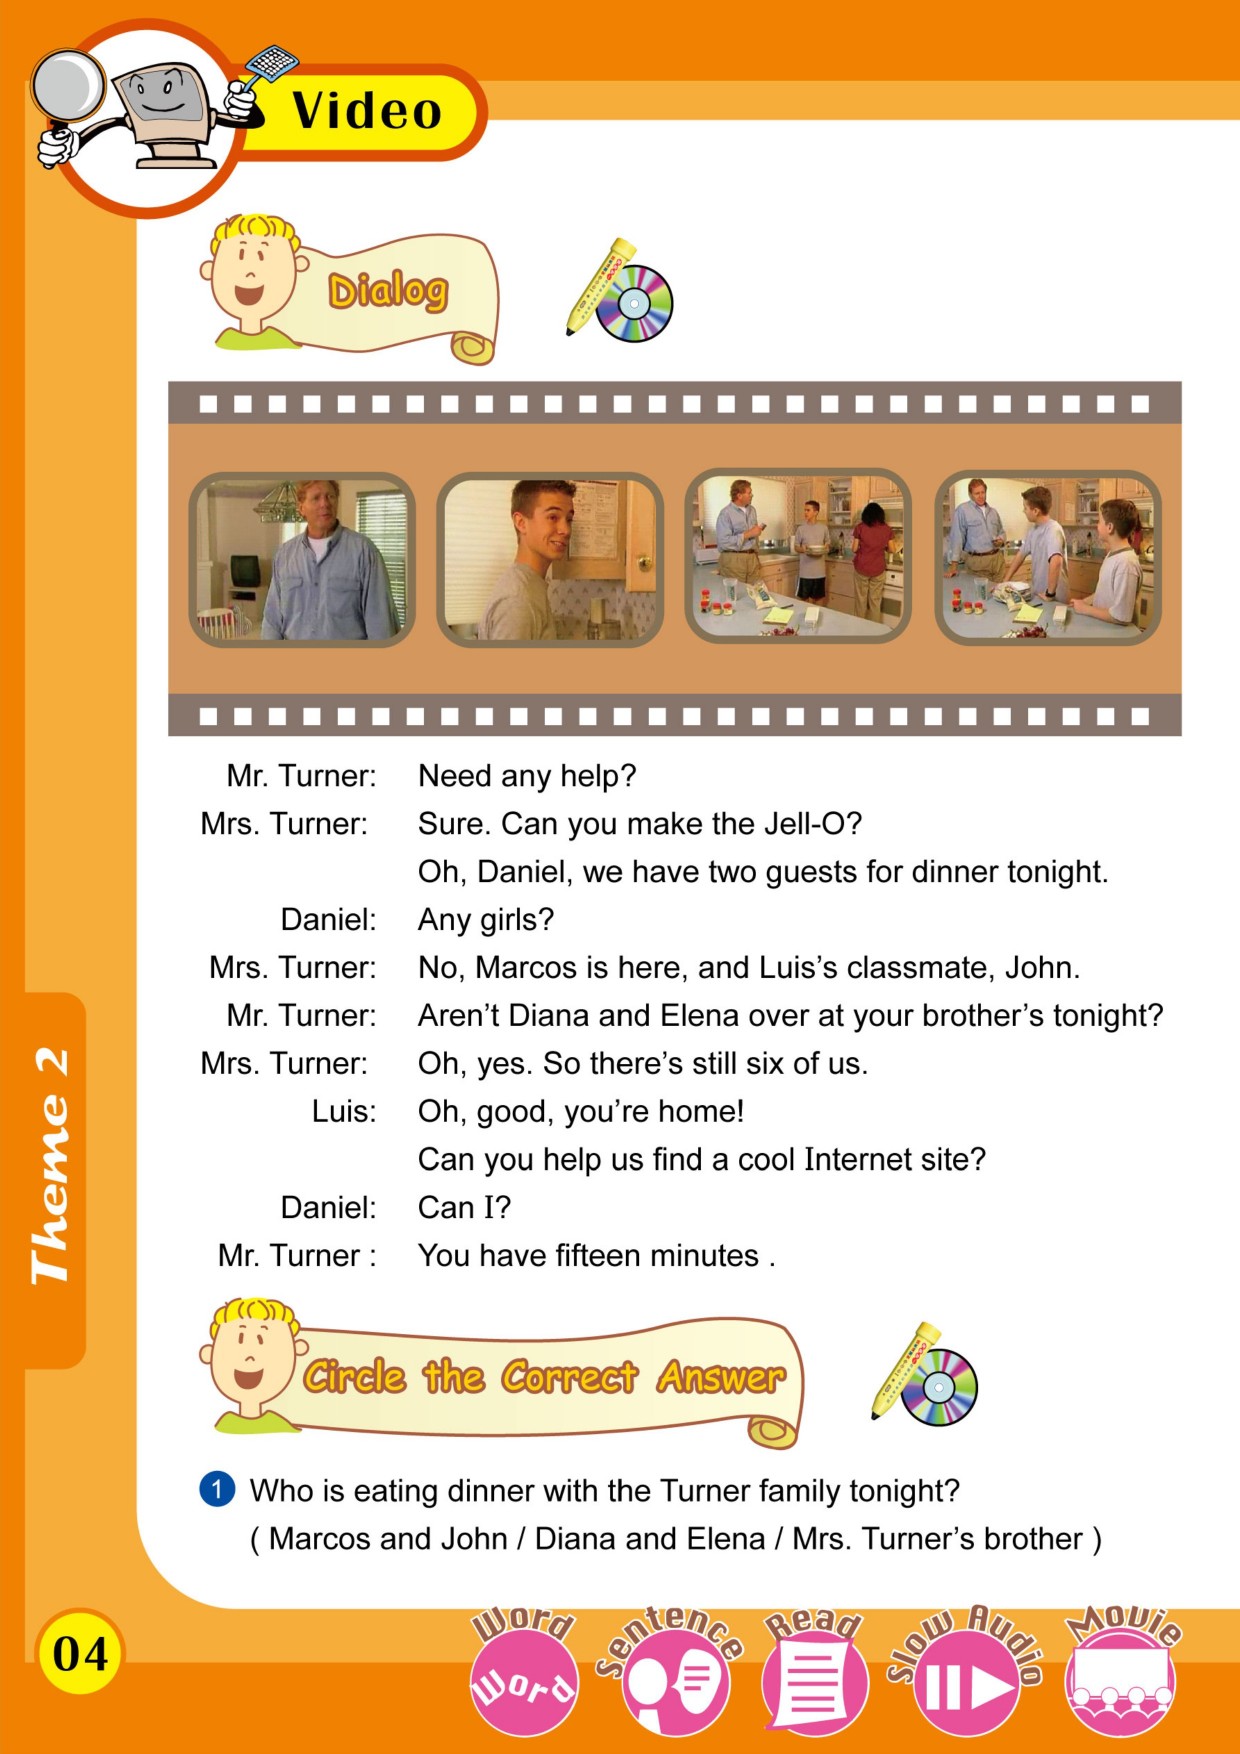 Video
Dialog
Mr. Turner: Need any help?
Mrs. Turner: Sure. Can you make the Jell-O?
Oh, Daniel, we have two guests for dinner tonight.
Daniel: Any girls?
Mrs. Turner: No, Marcos is here, and Luis’s classmate, John.
Mr. Turner: Aren’t Diana and Elena over at your brother’s tonight?
Mrs. Turner: Oh, yes. So there’s still six of us.
Luis: Oh, good, you’re home!
Can you help us find a cool Internet site?
Daniel: Can I?
Mr. Turner : You have fifteen minutes .
Theme 2
Circle the Correct Answer
1 Who is eating dinner with the Turner family tonight?
( Marcos and John / Diana and Elena / Mrs. Turner’s brother )
04
Word
Word
Sentence
Read
Slow Audio
Movie